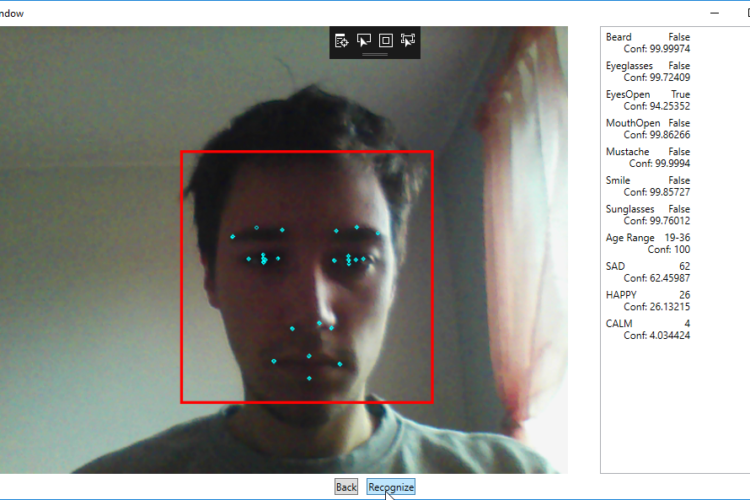 ndow
Beard False
Conf: 99.99974
Eyeglasses False
Conf: 99.72409
EyesOpen True
Conf: 94.25352
MouthOpen False
Conf: 99.86266
Mustache False
Conf: 99.9994
Smile False
Conf: 99.85727
Sunglasses False
Conf: 99.76012
Age Range 19-36
Conf: 100
SAD 62
Conf: 62.45987
HAPPY 26
Conf: 26.13215
CALM 4
Conf: 4.034424
Back Recognize